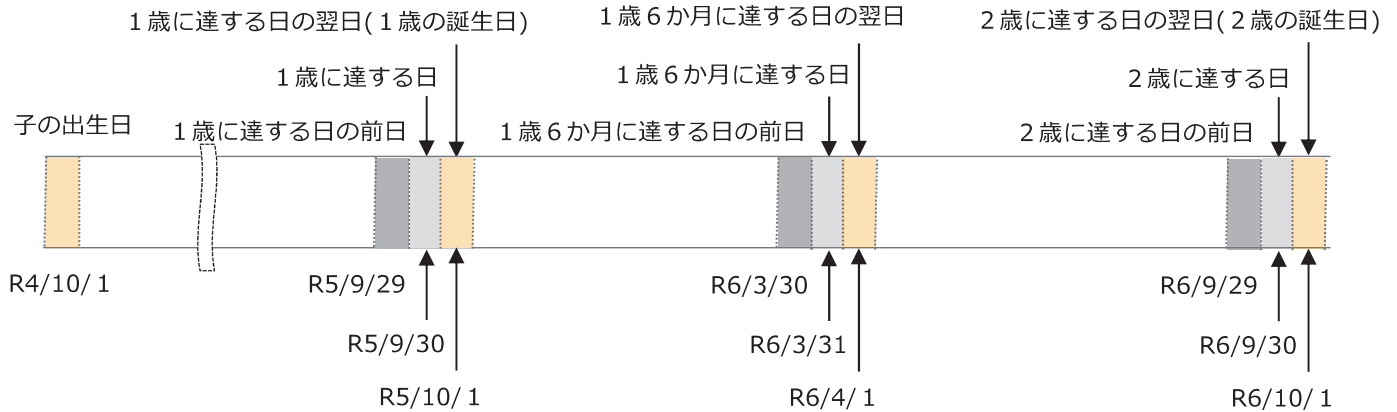 1歳に達する日の翌日(1歳の誕生日)
1歳6か月に達する日の翌日
2歳に達する日の翌日(2歳の誕生日)
1歳に達する日
1歳6か月に達する日
2歳に達する日
子の出生日
1歳に達する日の前日
1歳6か月に達する日の前日
2歳に達する日の前日
R4/10/1
R5/9/29
R6/3/30
R6/9/29
R5/9/30
R6/3/31
R6/9/30
R5/10/1
R6/4/1
R6/10/1